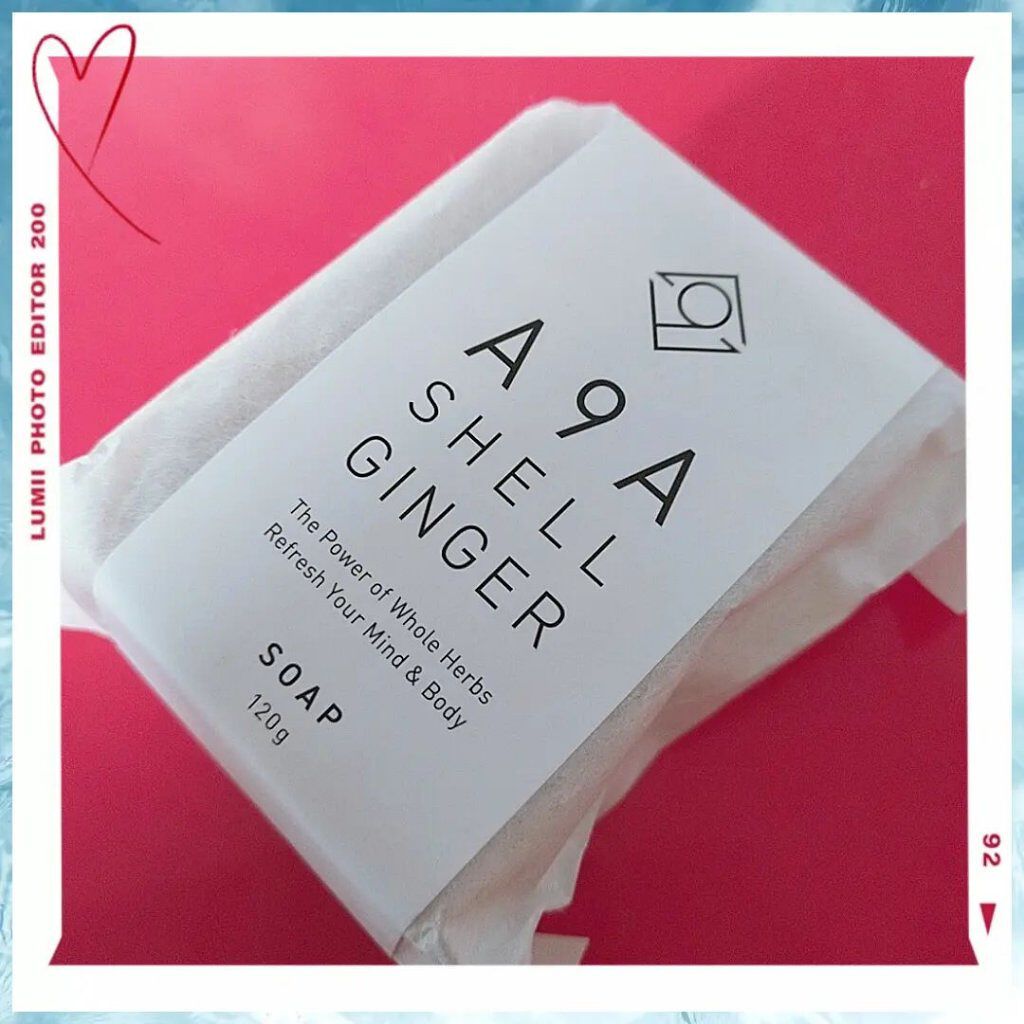 LUMII PHOTO EDITOR 200
A9A
SHELL
GINGER
The Power of Whole Herbs
Refresh Your Mind & Body
SOAP
120g
92